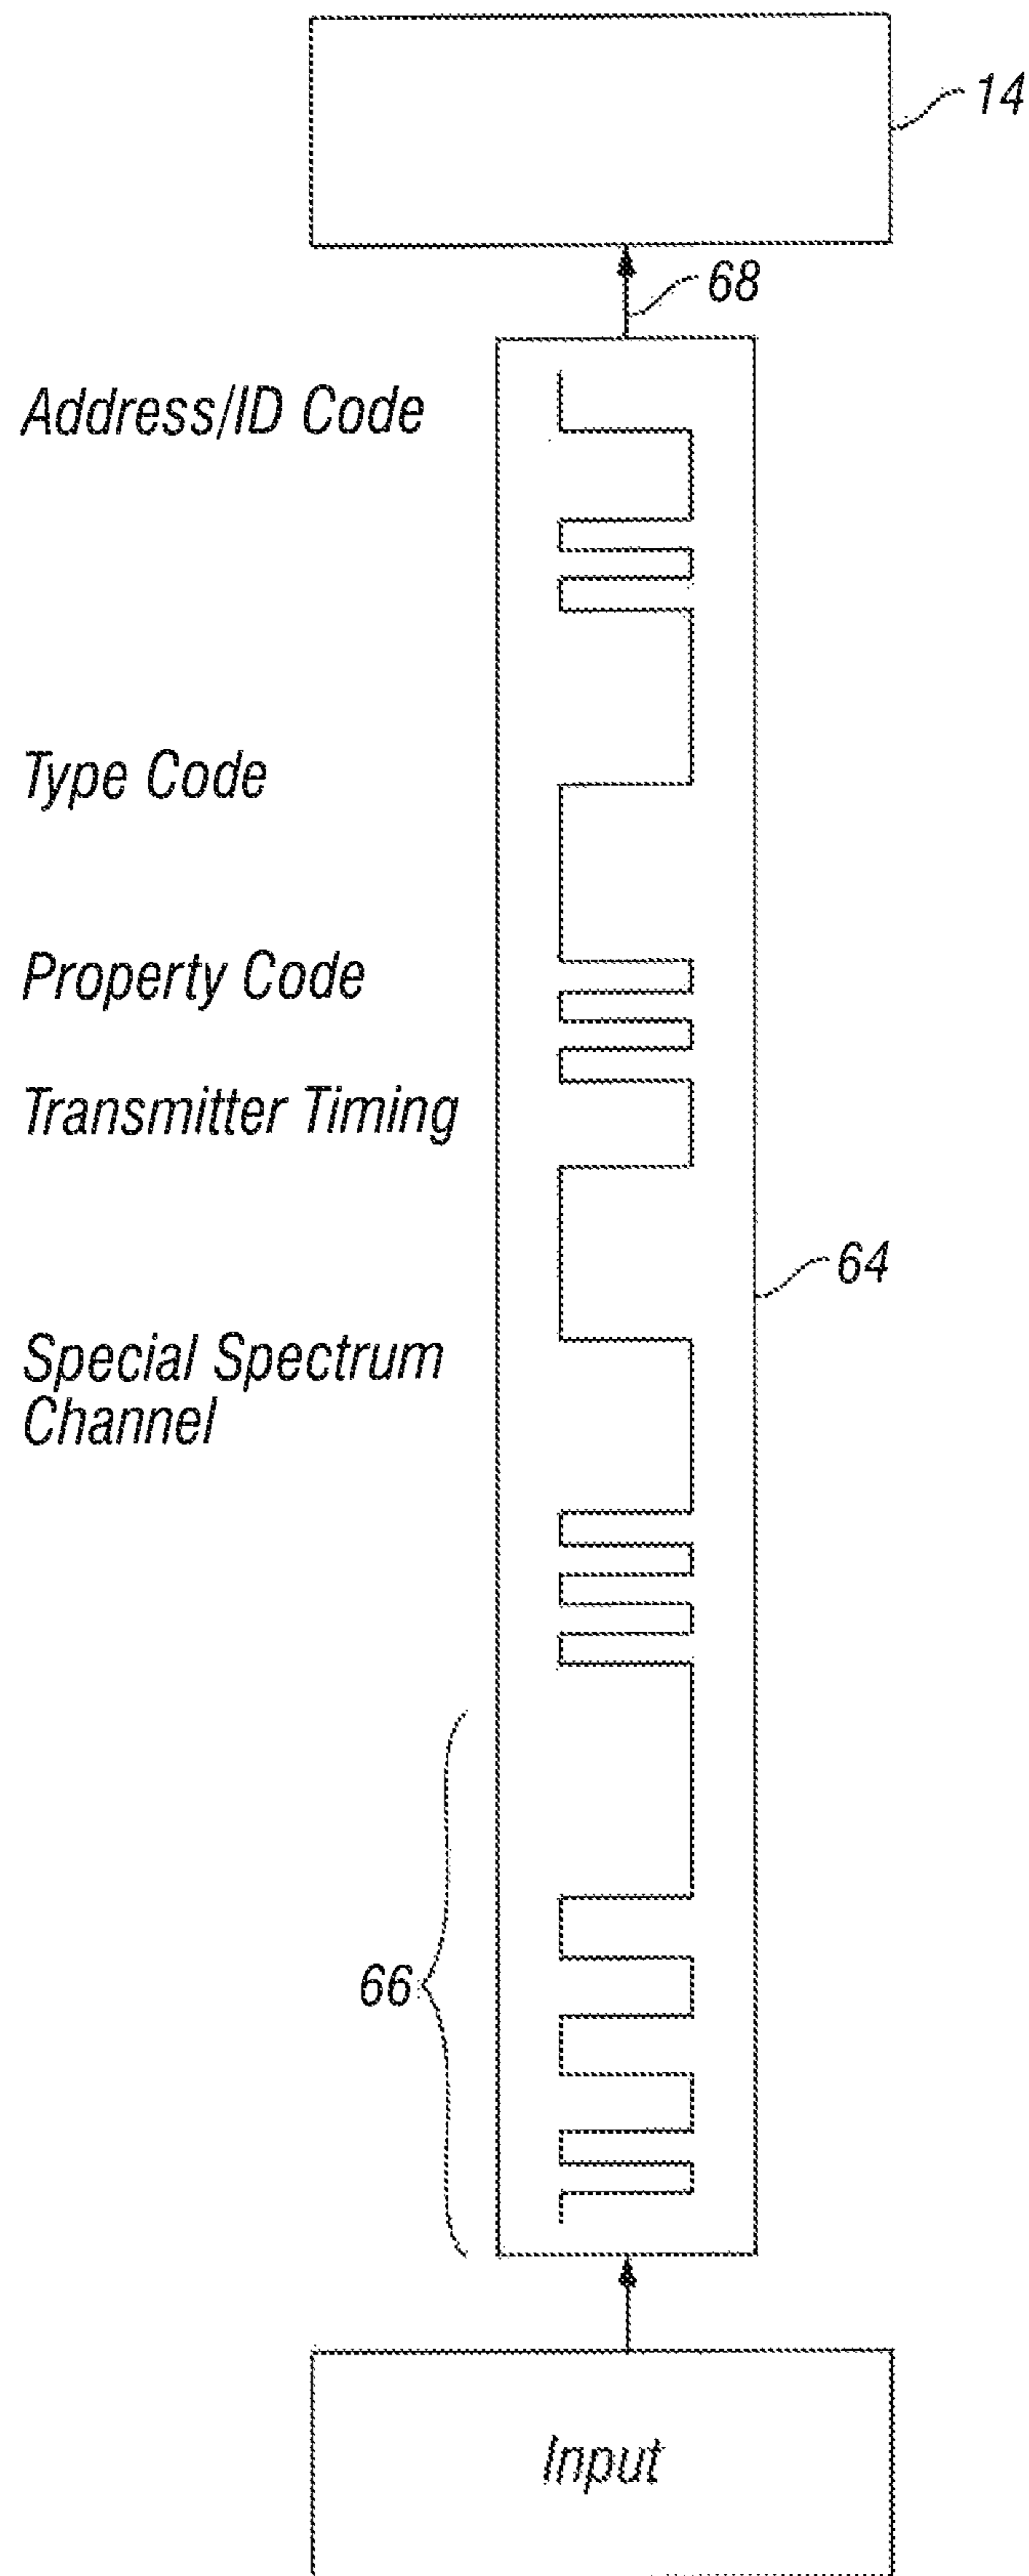 14
68
Address/ID Code
Type Code
Property Code
Transmitter Timing
64
Special Spectrum
Channel
66
Input